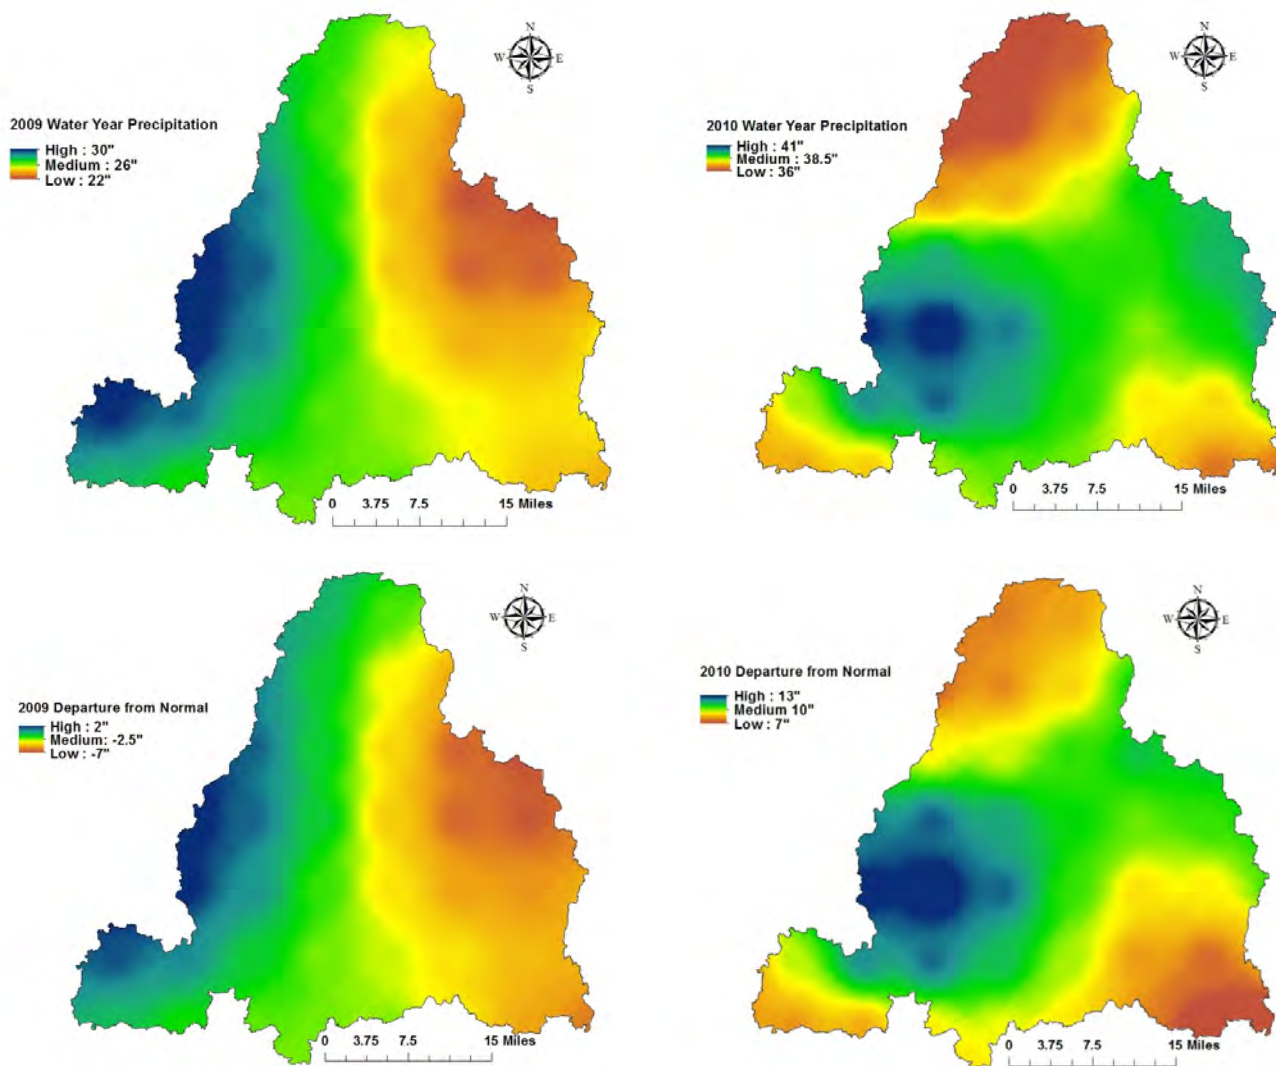 N
W E
S
2009 Water Year Precipitation
High : 30"
Medium : 26"
Low : 22"
0 3.75 7.5 15 Miles
N
W E
S
2010 Water Year Precipitation
High : 41"
Medium : 38.5"
Low : 36"
0 3.75 7.5 15 Miles
N
W E
S
2009 Departure from Normal
High : 2"
Medium: -2.5"
Low : -7"
0 3.75 7.5 15 Miles
N
W E
S
2010 Departure from Normal
High : 13"
Medium 10"
Low : 7"
0 3.75 7.5 15 Miles